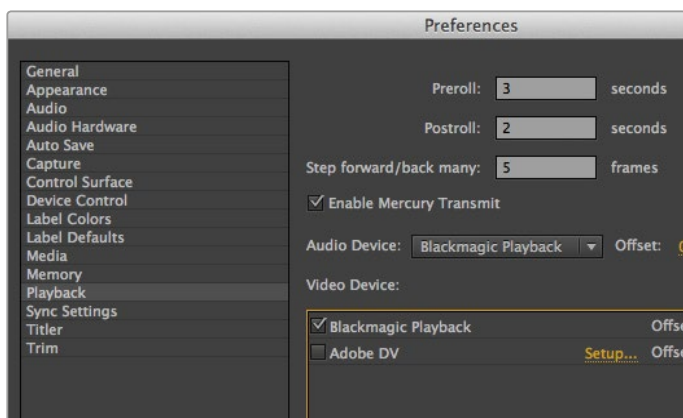 Preferences
General
Appearance
Audio
Audio Hardware
Auto Save
Capture
Control Surface
Device Control
Label Colors
Label Defaults
Media
Memory
Playback
Sync Settings
Titler
Trim
Preroll: 3 seconds
Postroll: 2 seconds
Step forward/back many: 5 frames
Enable Mercury Transmit
Audio Device: Blackmagic Playback Offset:
Video Device:
Blackmagic Playback
Adobe DV Setup...